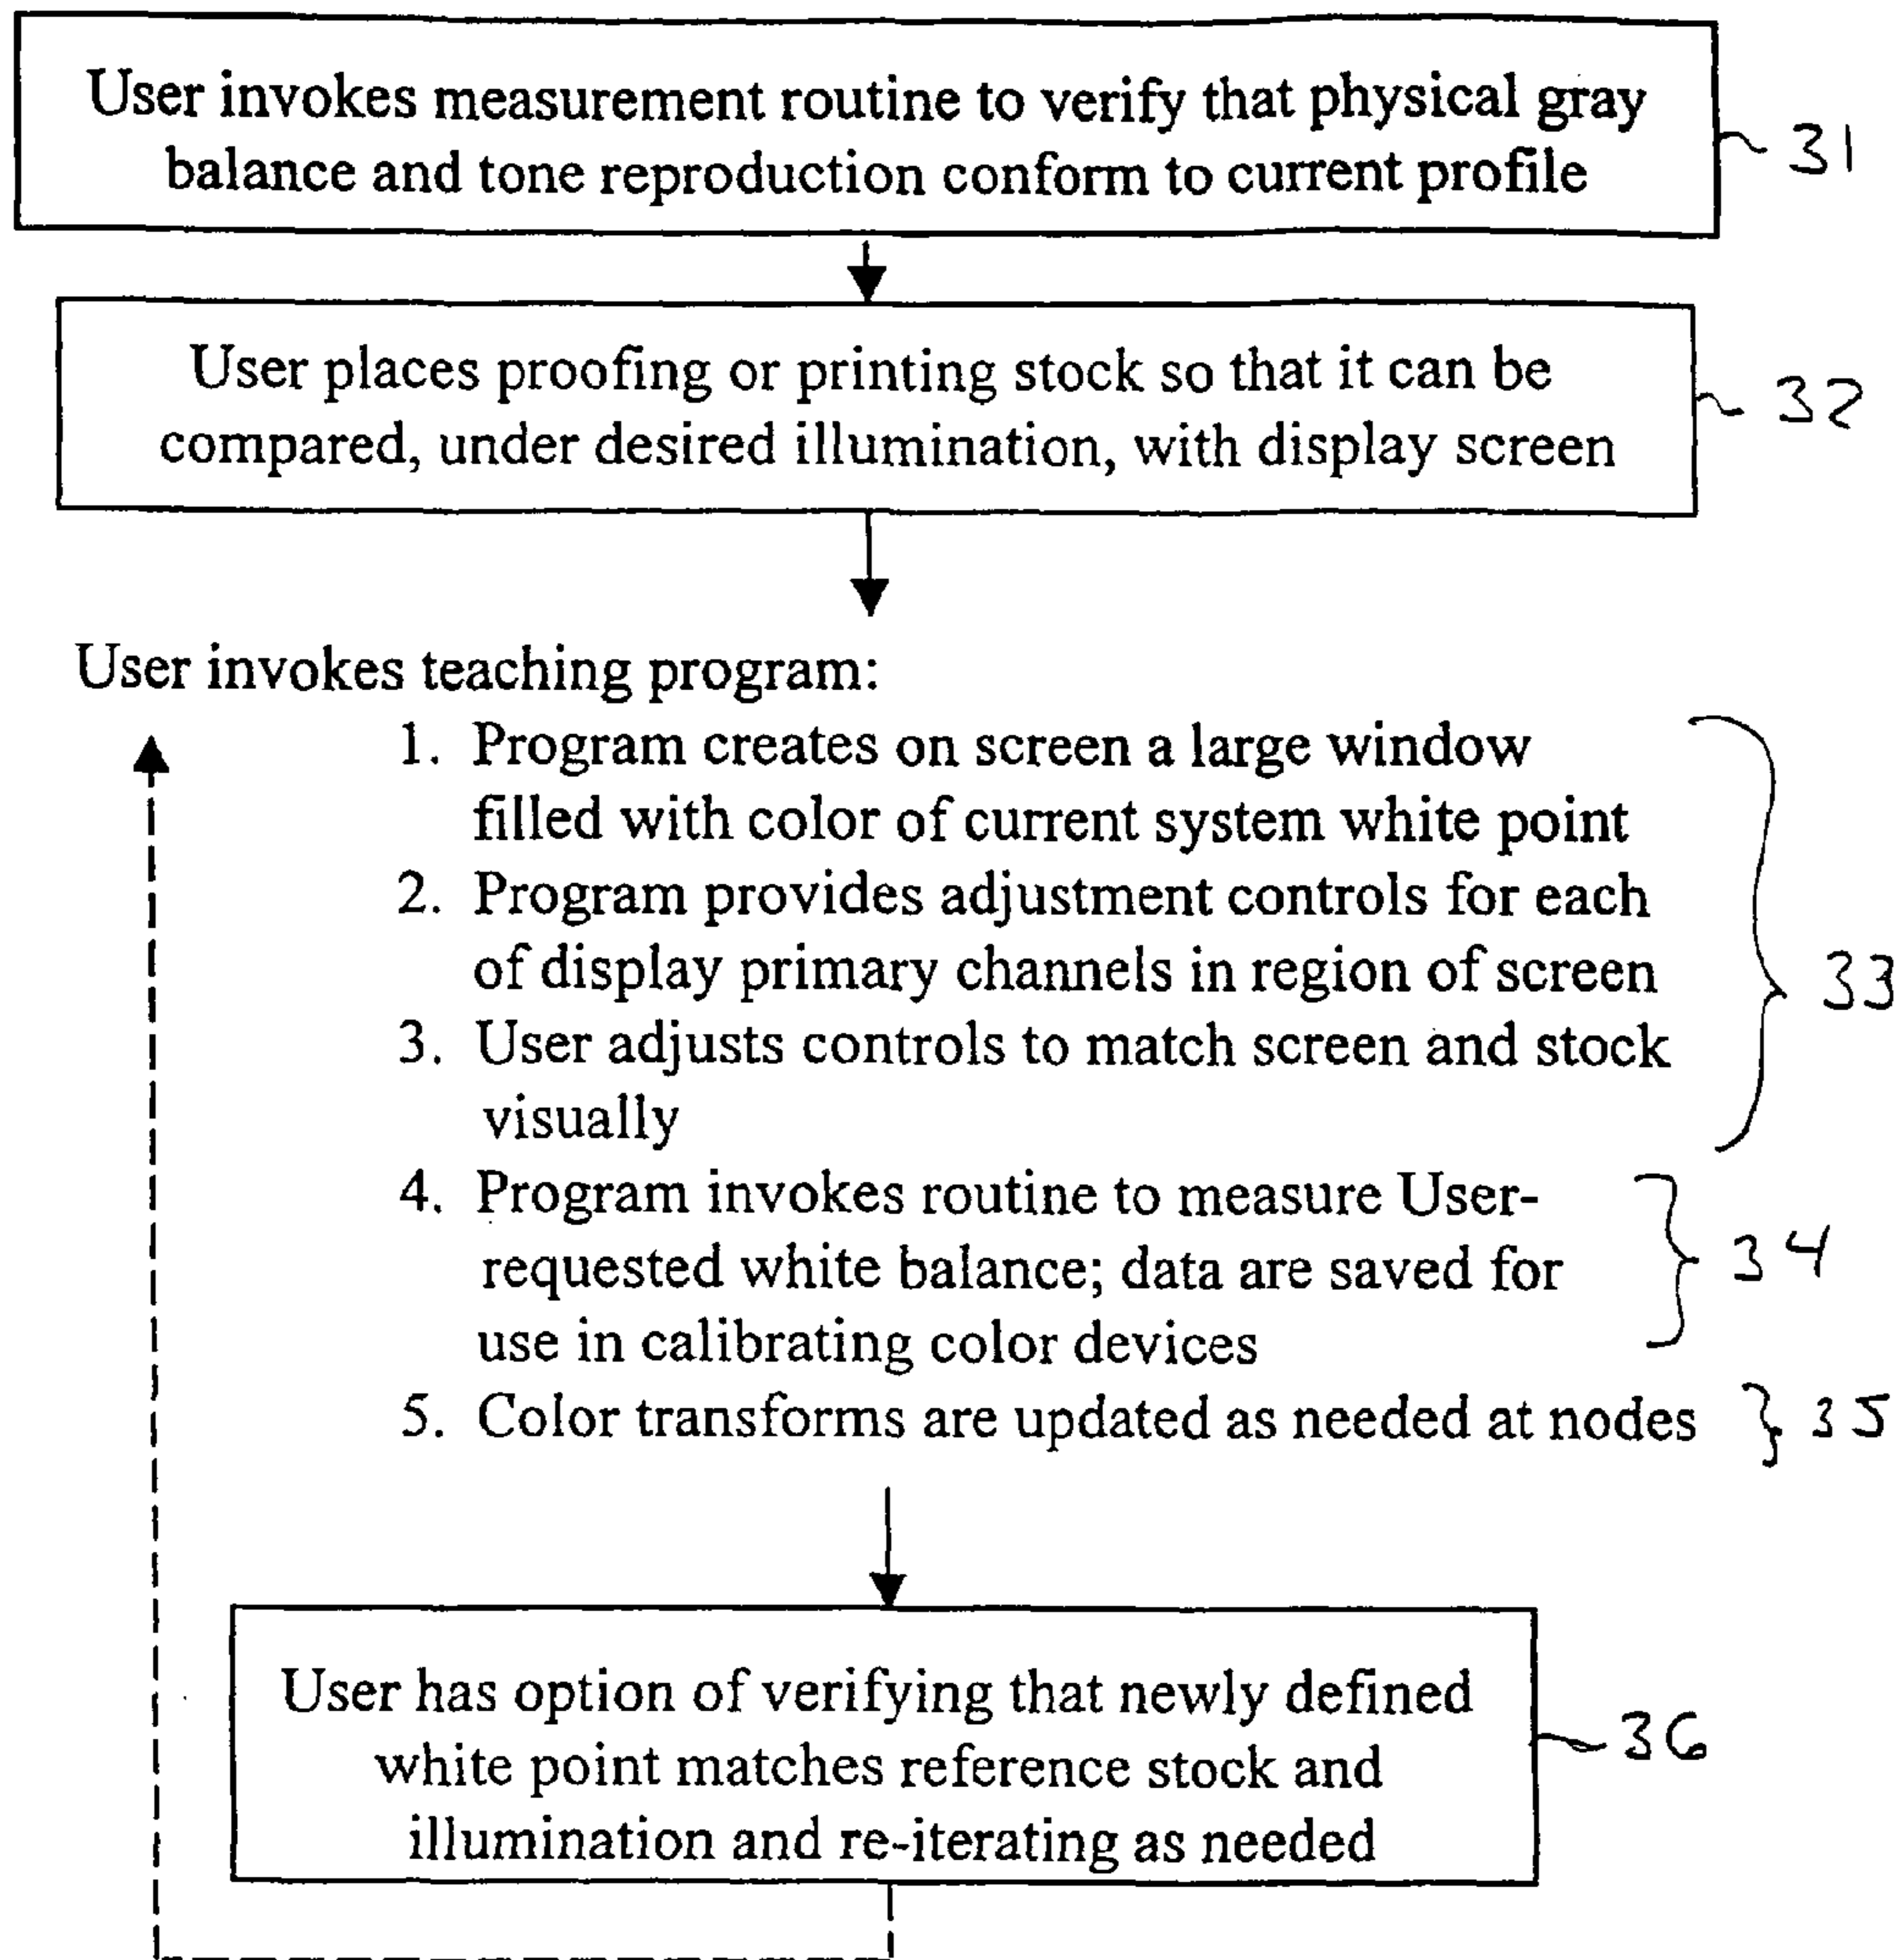 User invokes measurement routine to verify that physical gray
balance and tone reproduction conform to current profile
31
User places proofing or printing stock so that it can be
compared, under desired illumination, with display screen
32
User invokes teaching program:
1. Program creates on screen a large window
filled with color of current system white point
2. Program provides adjustment controls for each
of display primary channels in region of screen
3. User adjusts controls to match screen and stock
visually
33
4. Program invokes routine to measure User-
requested white balance; data are saved for
use in calibrating color devices
34
5. Color transforms are updated as needed at nodes
35
User has option of verifying that newly defined
white point matches reference stock and
illumination and re-iterating as needed
36